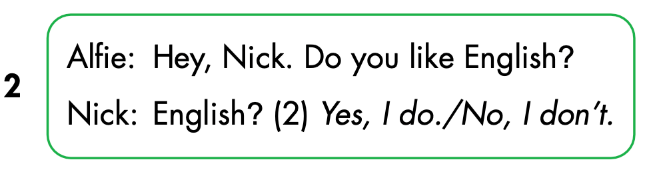 2
Alfie: Hey, Nick. Do you like English?
Nick: English? (2) Yes, I do./No, I don't.